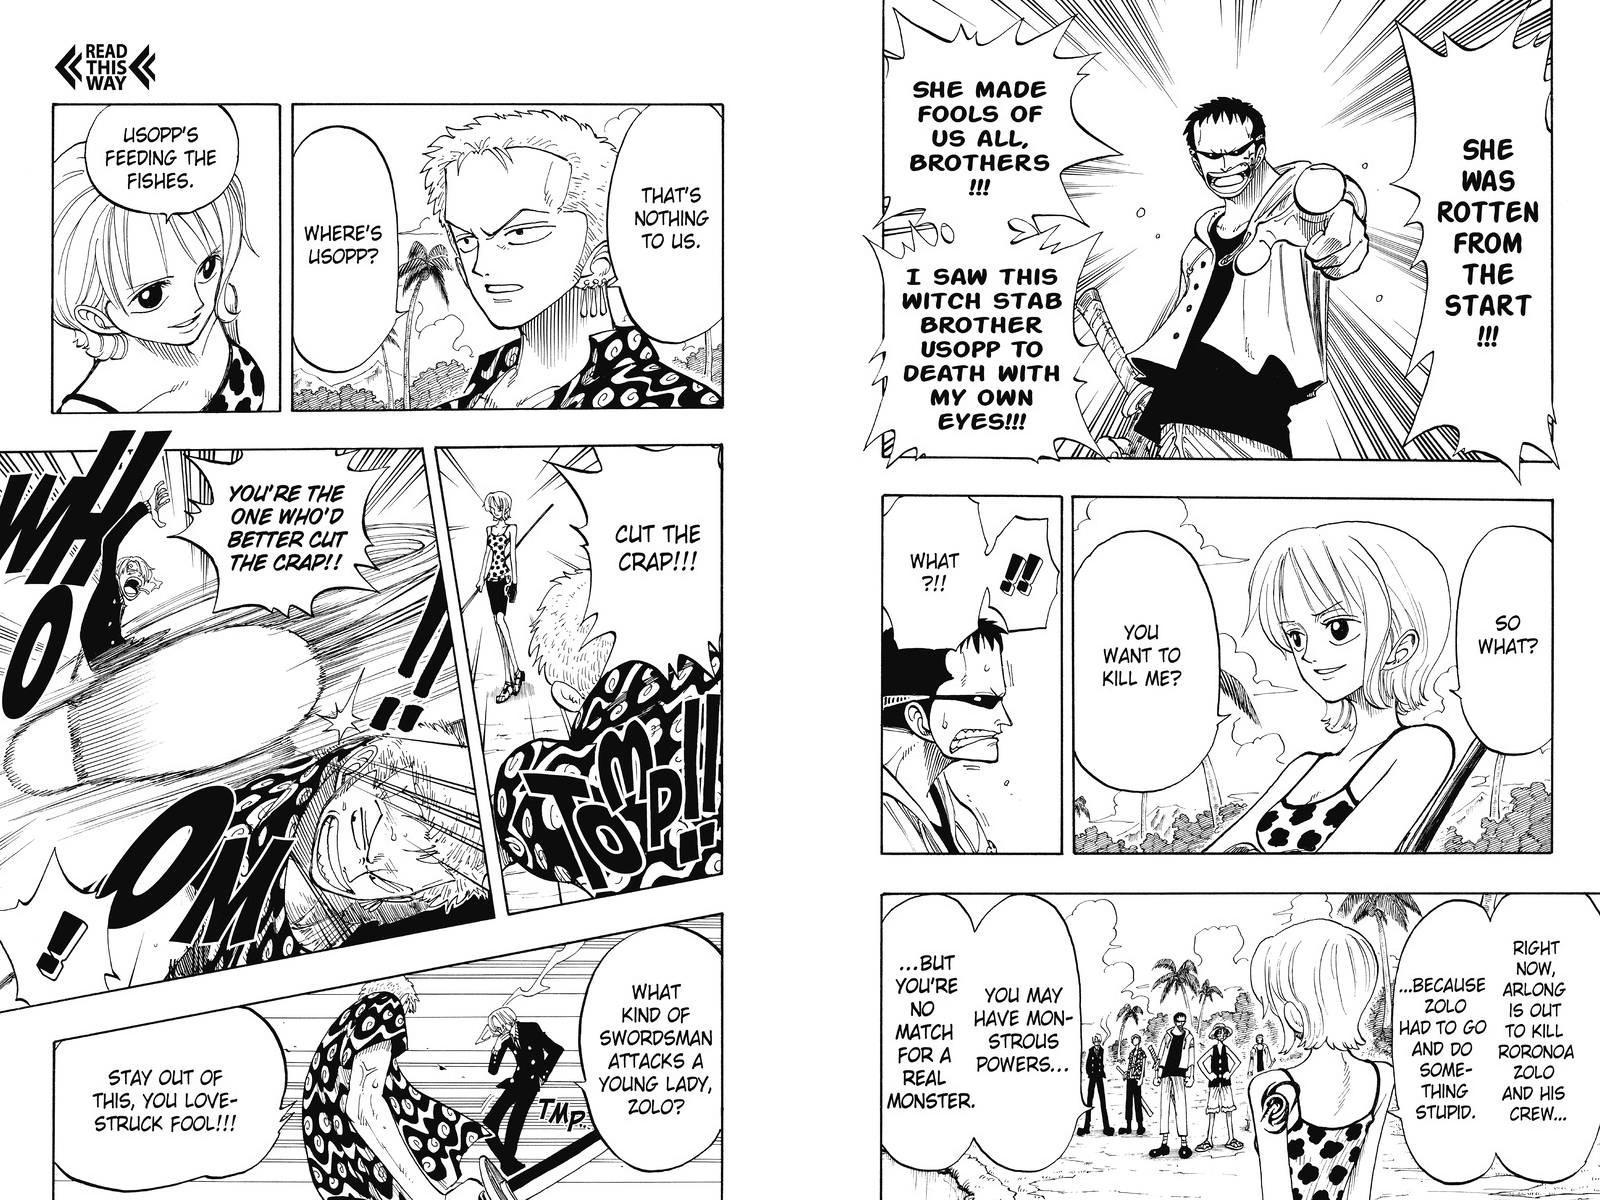 SHE
WAS
ROTTEN
FROM
THE
START
!!!
SHE MADE
FOOLS OF
US ALL,
BROTHERS
!!!
I SAW THIS
WITCH STAB
BROTHER
USOPP TO
DEATH WITH
MY OWN
EYES!!!
SO
WHAT?
YOU
WANT TO
KILL ME?
!!
WHAT
?!!
RIGHT
NOW,
ARLONG
IS OUT
TO KILL
RORONOA
ZOLO
AND HIS
CREW...
...BECAUSE
ZOLO
HAD TO GO
AND DO
SOME-
THING
STUPID.
YOU MAY
HAVE MON-
STROUS
POWERS...
...BUT
YOU'RE
NO
MATCH
FOR A
REAL
MONSTER.
READ
THIS
WAY
THAT'S
NOTHING
TO US.
WHERE'S
USOPP?
USOPP'S
FEEDING THE
FISHES.
CUT THE
CRAP!!!
TOMP!!
YOU'RE THE
ONE WHO'D
BETTER CUT
THE CRAP!!
!!
WHOOOM
WHAT
KIND OF
SWORDSMAN
ATTACKS A
YOUNG LADY,
ZOLO?
TMP...
!!
STAY OUT OF
THIS, YOU LOVE-
STRUCK FOOL!!!